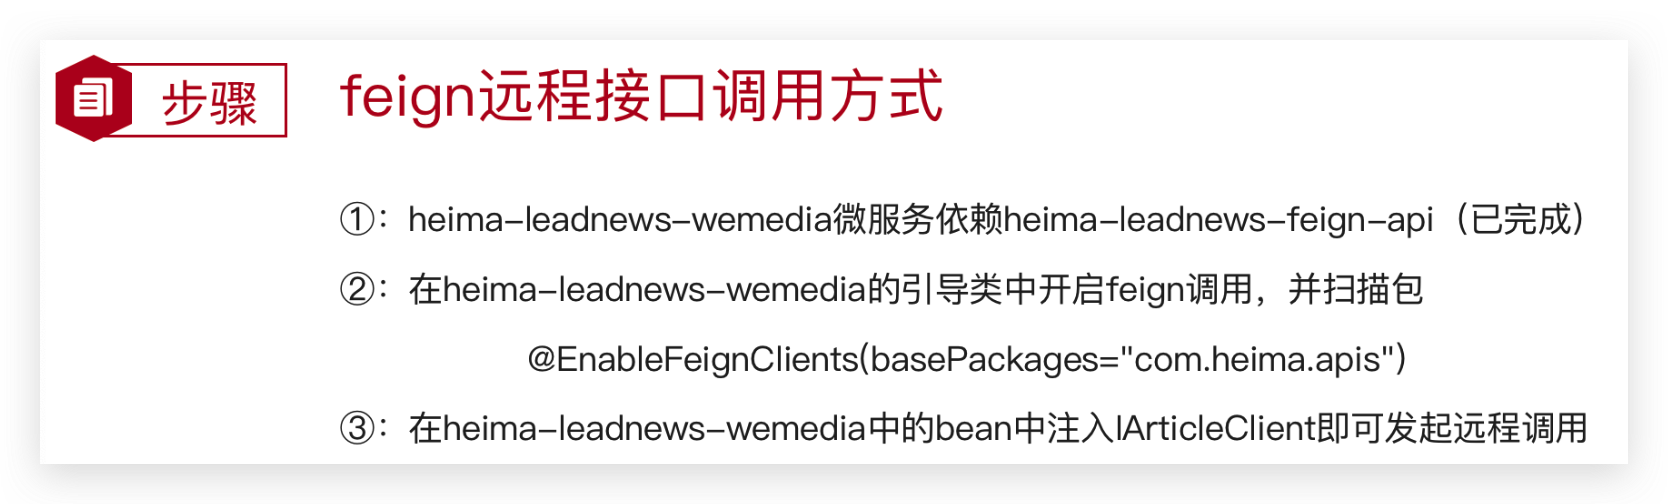 步骤
feign远程接口调用方式
①：heima-leadnews-wemedia微服务依赖heima-leadnews-feign-api（已完成）
②：在heima-leadnews-wemedia的引导类中开启feign调用，并扫描包
@EnableFeignClients(basePackages="com.heima.apis")
③：在heima-leadnews-wemedia中的bean中注入IArticleClient即可发起远程调用